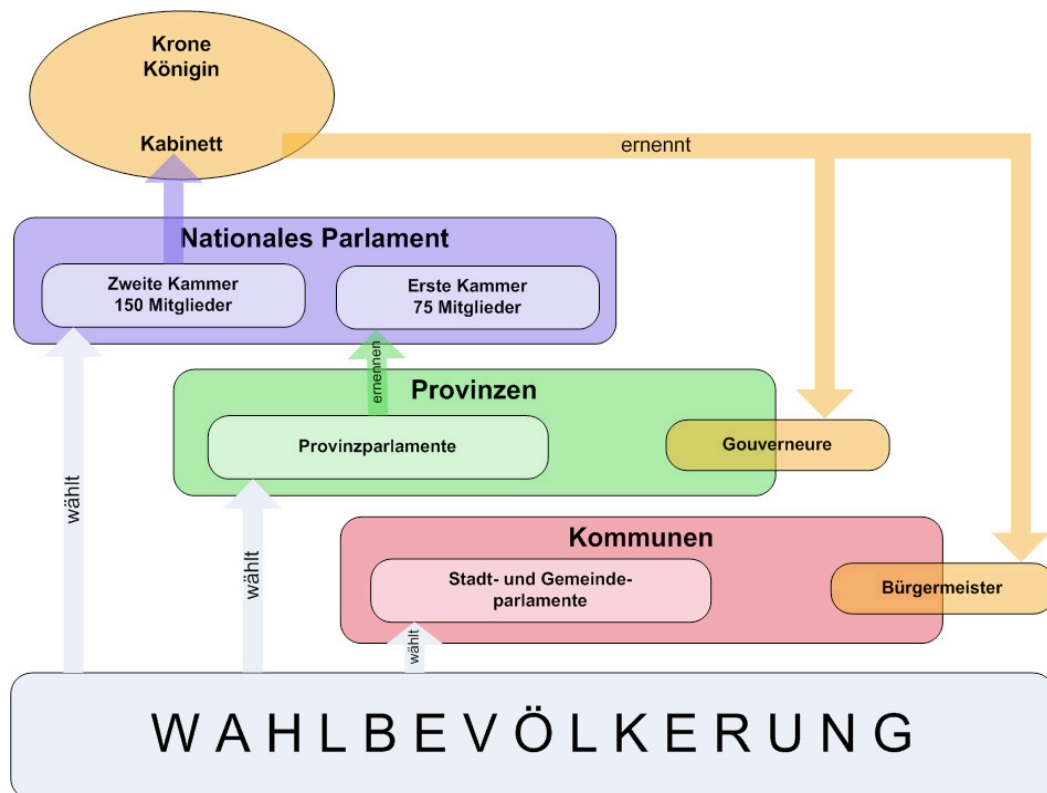 Krone
Königin
Kabinett
ernennt
Nationales Parlament
Zweite Kammer
150 Mitglieder
Erste Kammer
75 Mitglieder
ernennen
Provinzen
Provinzparlamente
Gouverneure
wählt
wählt
Kommunen
Stadt- und Gemeinde-
parlamente
Bürgermeister
wählt
WAHLBEVÖLKERUNG